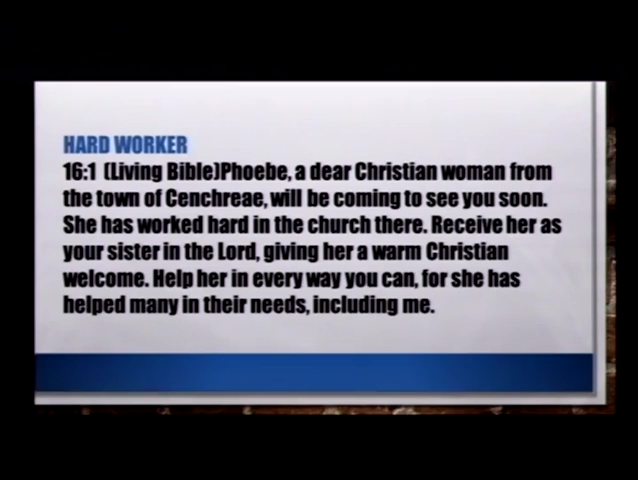 HARD WORKER
16:1 (Living Bible)Phoebe, a dear Christian woman from
the town of Cenchreae, will be coming to see you soon.
She has worked hard in the church there. Receive her as
your sister in the Lord, giving her a warm Christian
welcome. Help her in every way you can, for she has
helped many in their needs, including me.